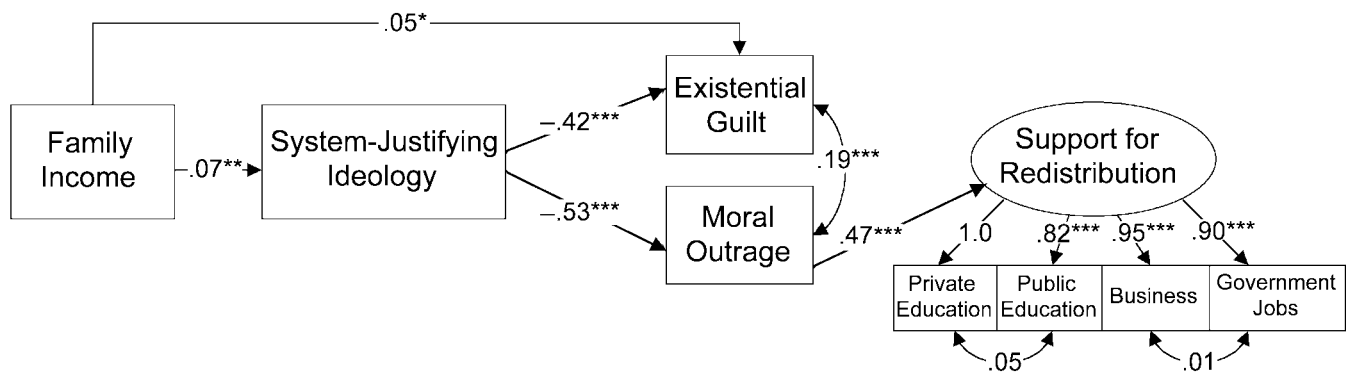 .05*
Family
Income
.07**
System-Justifying
Ideology
–.42***
–.53***
Existential
Guilt
.19***
Moral
Outrage
.47***
Support for
Redistribution
1.0
.82***
.95***
.90***
Private
Education
Public
Education
Business
Government
Jobs
.05
.01